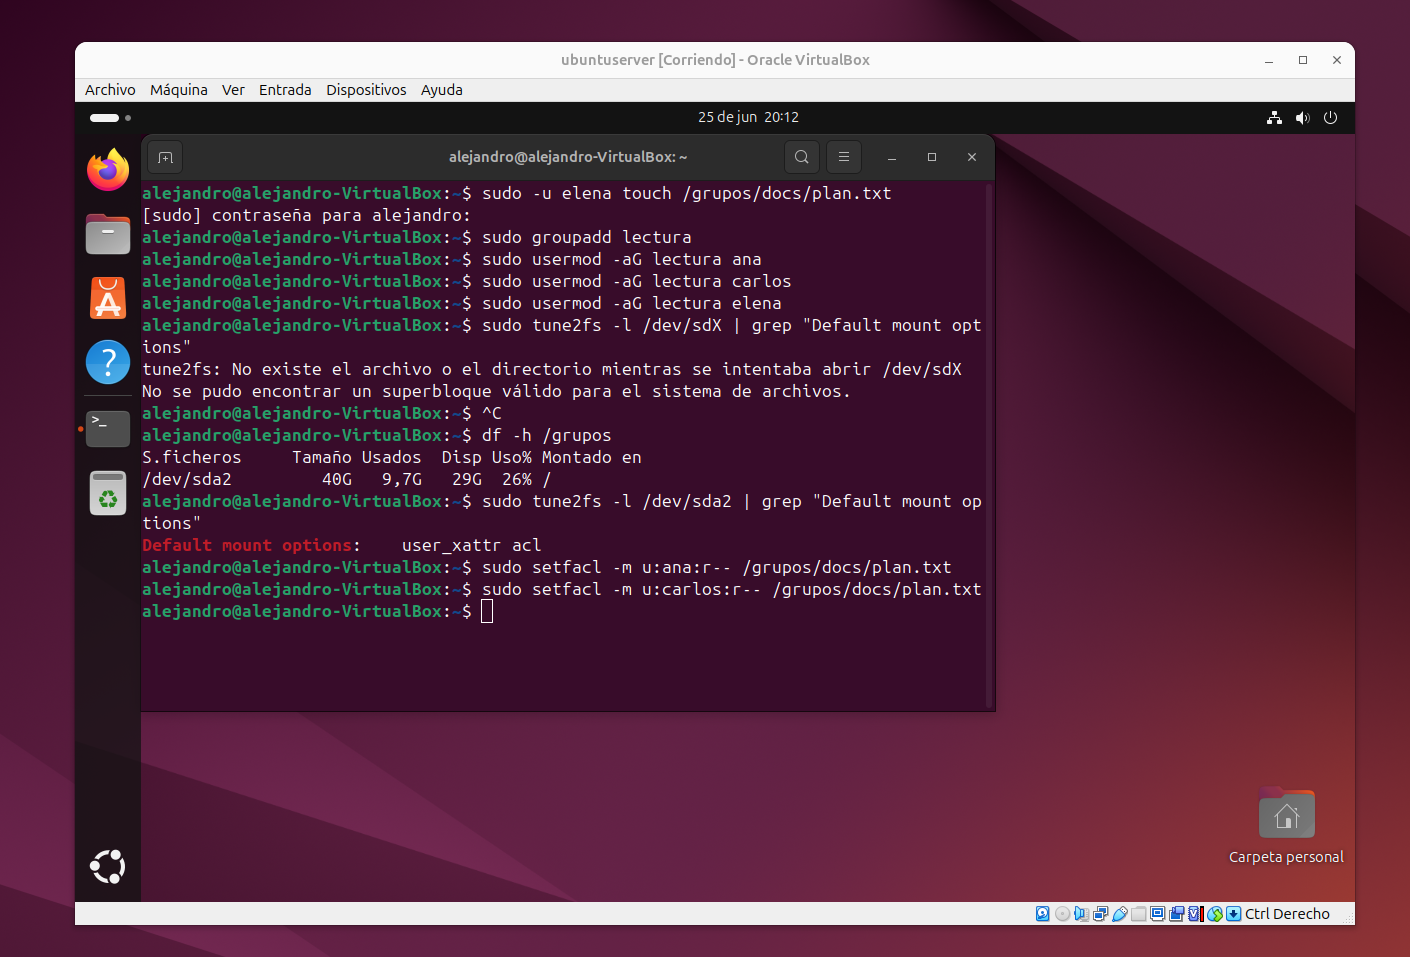 ubuntuserver [Corriendo] - Oracle VirtualBox
Archivo Máquina Ver Entrada Dispositivos Ayuda
25 de jun 20:12
alejandro@alejandro-VirtualBox: ~
alejandro@alejandro-VirtualBox:~$ sudo -u elena touch /grupos/docs/plan.txt
[sudo] contraseña para alejandro:
alejandro@alejandro-VirtualBox:~$ sudo groupadd lectura
alejandro@alejandro-VirtualBox:~$ sudo usermod -aG lectura ana
alejandro@alejandro-VirtualBox:~$ sudo usermod -aG lectura carlos
alejandro@alejandro-VirtualBox:~$ sudo usermod -aG lectura elena
alejandro@alejandro-VirtualBox:~$ sudo tune2fs -l /dev/sdX | grep "Default mount opt
ions"
tune2fs: No existe el archivo o el directorio mientras se intentaba abrir /dev/sdX
No se pudo encontrar un superbloque válido para el sistema de archivos.
alejandro@alejandro-VirtualBox:~$ ^C
alejandro@alejandro-VirtualBox:~$ df -h /grupos
S.ficheros     Tamaño Usados  Disp Uso% Montado en
/dev/sda2         40G   9,7G   29G  26% /
alejandro@alejandro-VirtualBox:~$ sudo tune2fs -l /dev/sda2 | grep "Default mount op
tions"
Default mount options:    user_xattr acl
alejandro@alejandro-VirtualBox:~$ sudo setfacl -m u:ana:r-- /grupos/docs/plan.txt
alejandro@alejandro-VirtualBox:~$ sudo setfacl -m u:carlos:r-- /grupos/docs/plan.txt
alejandro@alejandro-VirtualBox:~$
Carpeta personal
Ctrl Derecho